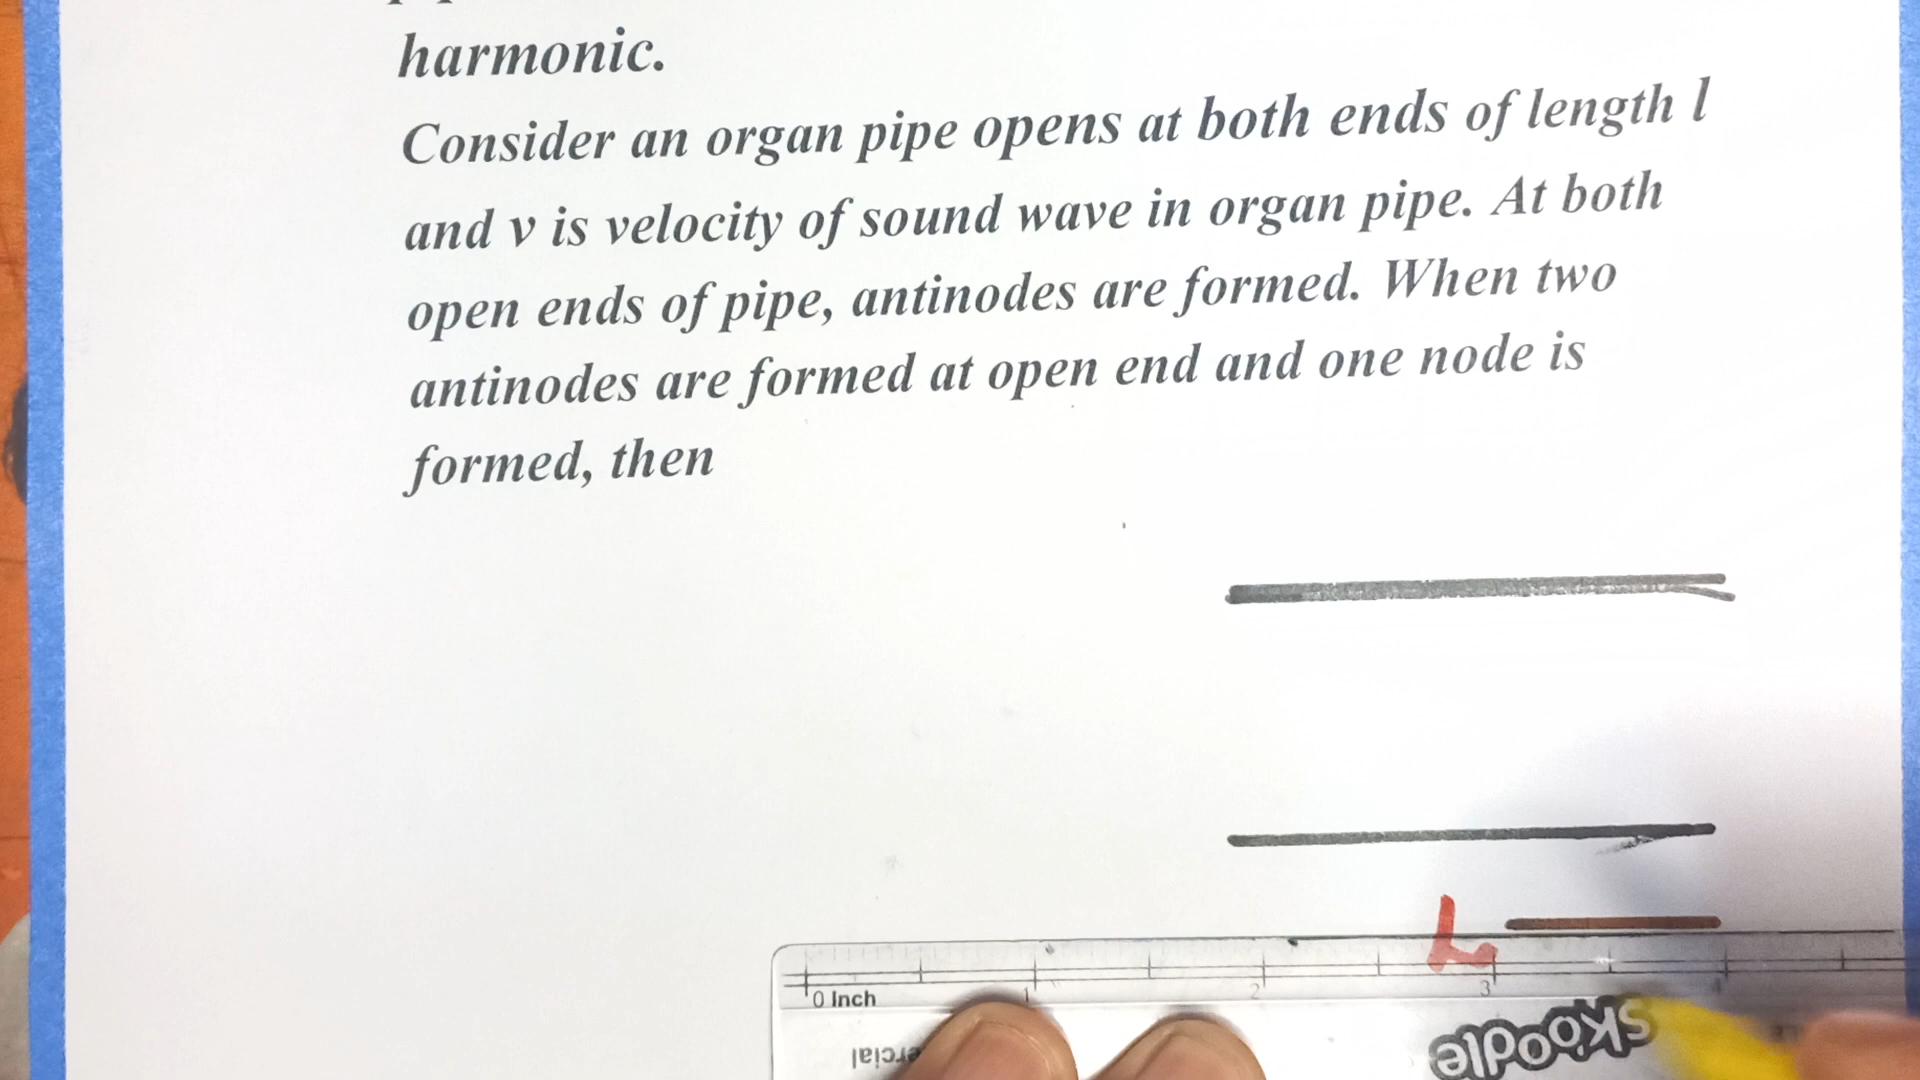 harmonic.
Consider an organ pipe opens at both ends of length l
and v is velocity of sound wave in organ pipe. At both
open ends of pipe, antinodes are formed. When two
antinodes are formed at open end and one node is
formed, then
L
0 Inch 1 2 3 4
skoodle